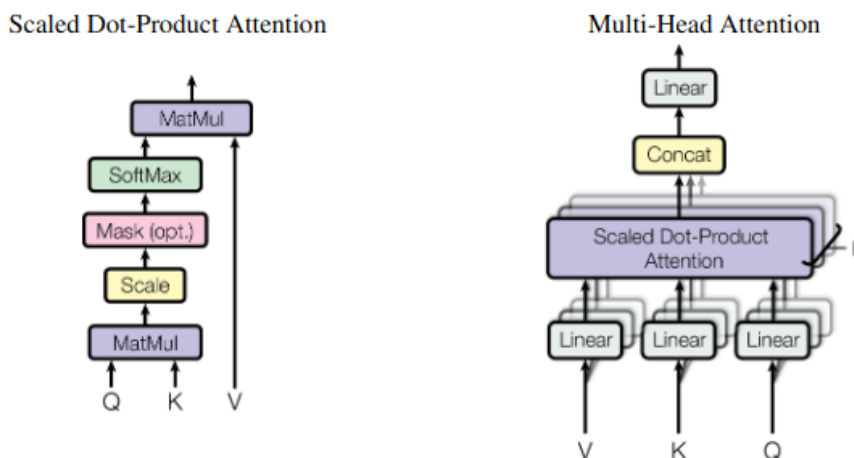 Scaled Dot-Product Attention
MatMul
SoftMax
Mask (opt.)
Scale
MatMul
Q K V
Multi-Head Attention
Linear
Concat
Scaled Dot-Product
Attention
Linear Linear Linear
V K Q